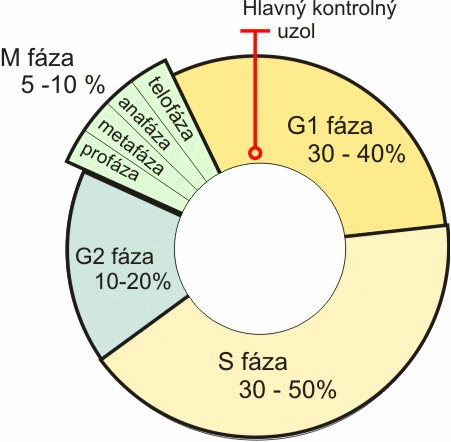 Hlavný kontrolný
uzol
M fáza
5 -10 %
telofáza
anafáza
metafáza
profáza
G1 fáza
30 - 40%
G2 fáza
10-20%
S fáza
30 - 50%